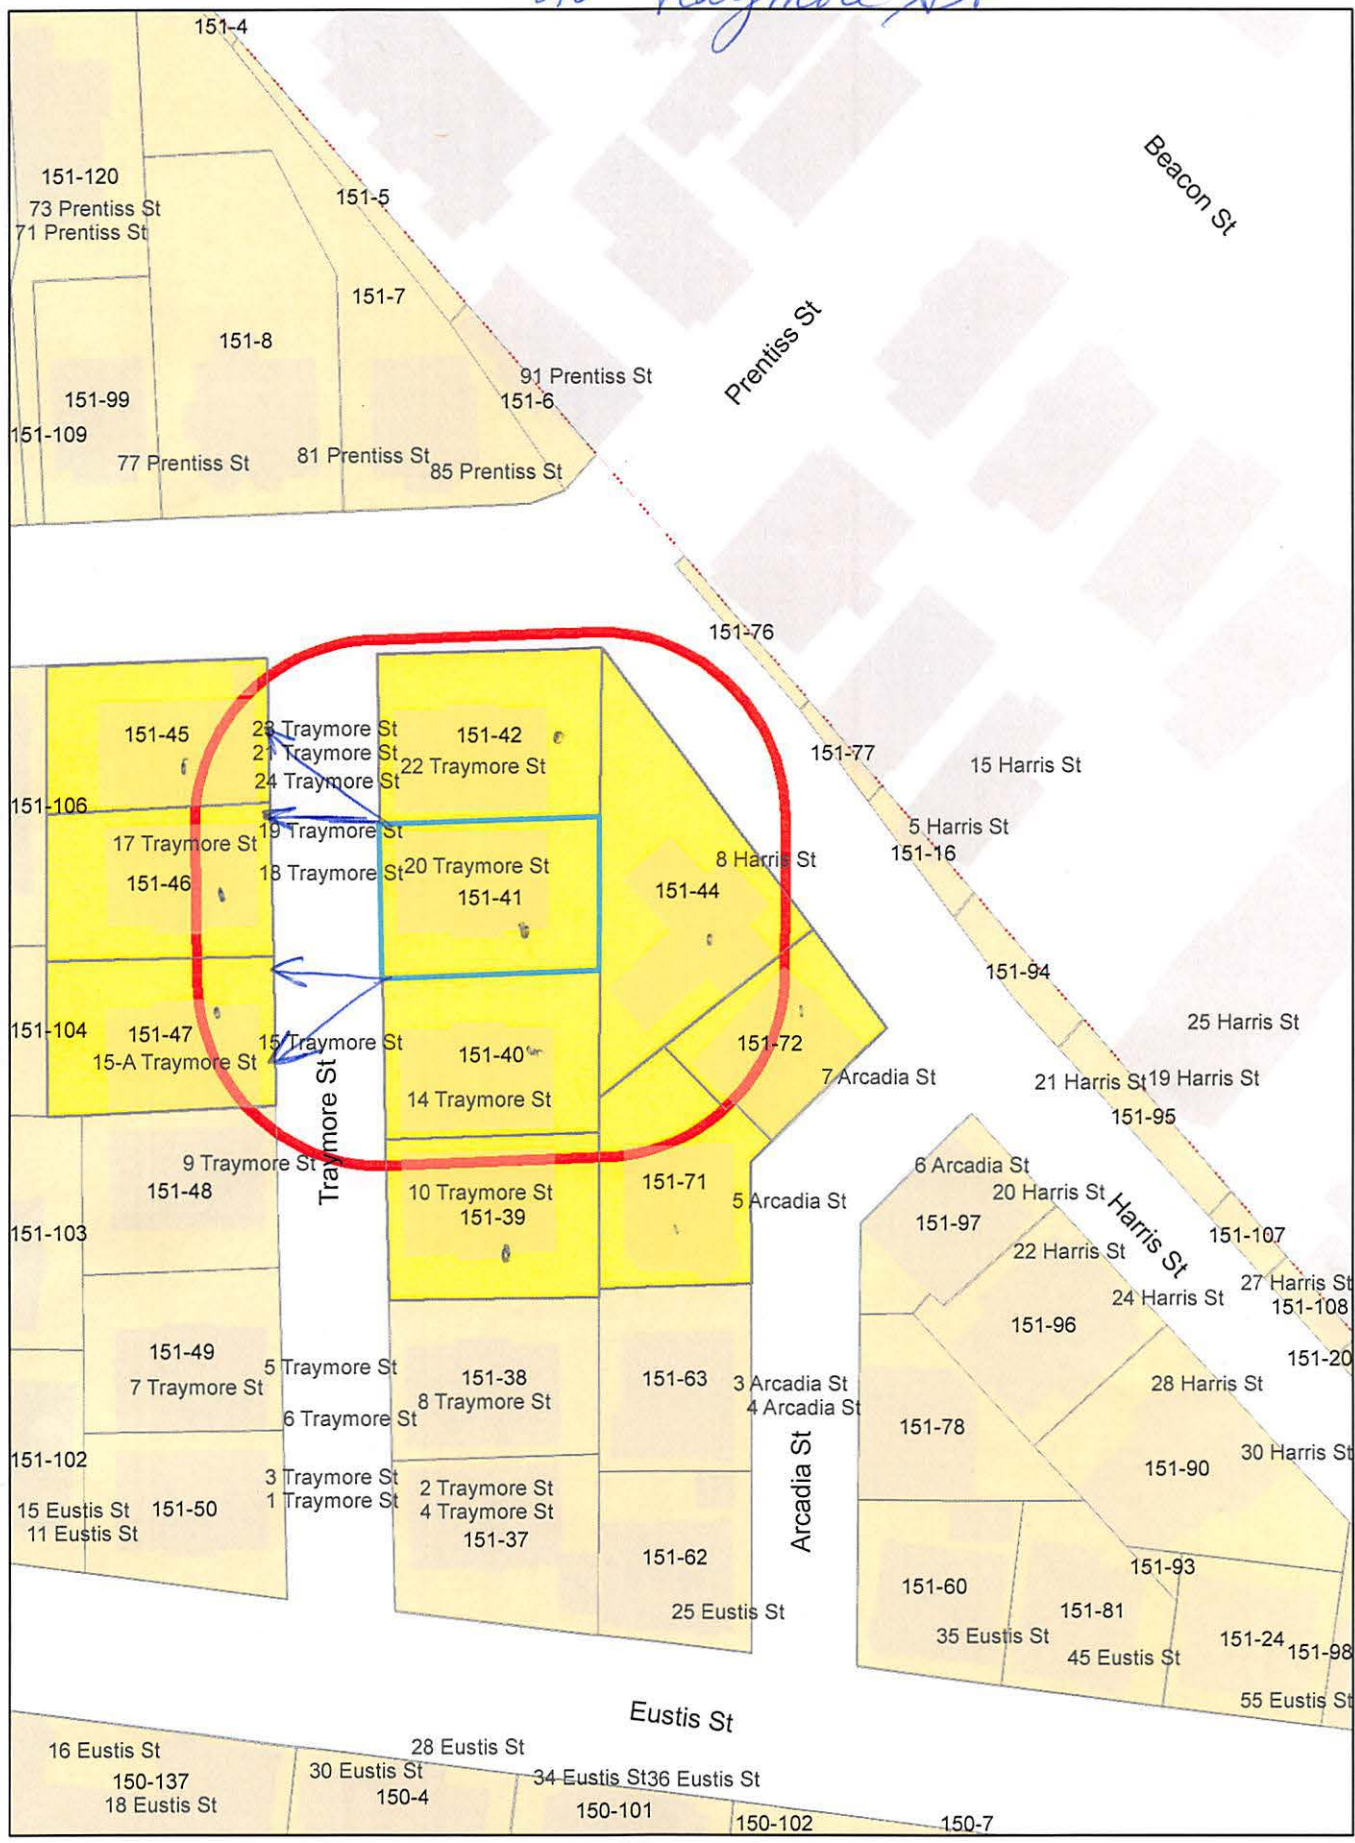 Traymore St
151-4
Beacon St
151-120
73 Prentiss St
71 Prentiss St
151-5
151-7
151-8
Prentiss St
91 Prentiss St
151-6
151-99
151-109
77 Prentiss St
81 Prentiss St
85 Prentiss St
151-76
151-77
15 Harris St
5 Harris St
151-16
151-45
23 Traymore St
21 Traymore St
24 Traymore St
151-42
22 Traymore St
151-106
17 Traymore St
19 Traymore St
151-46
18 Traymore St
20 Traymore St
151-41
8 Harris St
151-44
151-94
25 Harris St
151-104
151-47
15-A Traymore St
15 Traymore St
151-40
14 Traymore St
151-72
7 Arcadia St
21 Harris St
19 Harris St
151-95
Traymore St
9 Traymore St
151-48
10 Traymore St
151-39
151-71
5 Arcadia St
6 Arcadia St
20 Harris St
151-97
22 Harris St
Harris St
151-107
27 Harris St
151-108
24 Harris St
151-96
151-20
151-103
151-49
7 Traymore St
5 Traymore St
6 Traymore St
151-38
8 Traymore St
151-63
3 Arcadia St
4 Arcadia St
28 Harris St
151-78
30 Harris St
151-90
151-102
15 Eustis St
11 Eustis St
151-50
3 Traymore St
1 Traymore St
2 Traymore St
4 Traymore St
151-37
151-62
25 Eustis St
Arcadia St
151-60
151-93
151-81
35 Eustis St
45 Eustis St
151-24
151-98
55 Eustis St
Eustis St
16 Eustis St
150-137
18 Eustis St
28 Eustis St
30 Eustis St
150-4
34 Eustis St
36 Eustis St
150-101
150-102
150-7